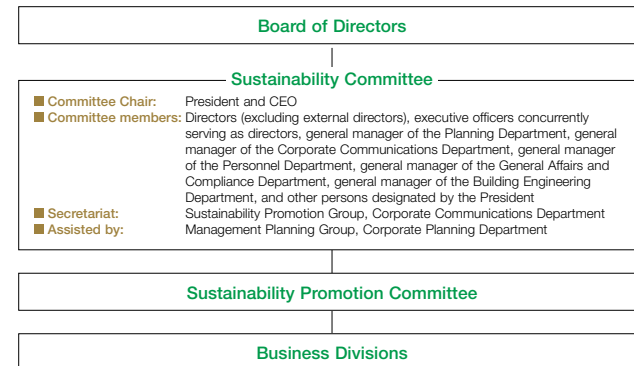 Board of Directors
Sustainability Committee
■ Committee Chair: President and CEO
■ Committee members: Directors (excluding external directors), executive officers concurrently
serving as directors, general manager of the Planning Department, general
manager of the Corporate Communications Department, general manager
of the Personnel Department, general manager of the General Affairs and
Compliance Department, general manager of the Building Engineering
Department, and other persons designated by the President
■ Secretariat: Sustainability Promotion Group, Corporate Communications Department
■ Assisted by: Management Planning Group, Corporate Planning Department
Sustainability Promotion Committee
Business Divisions